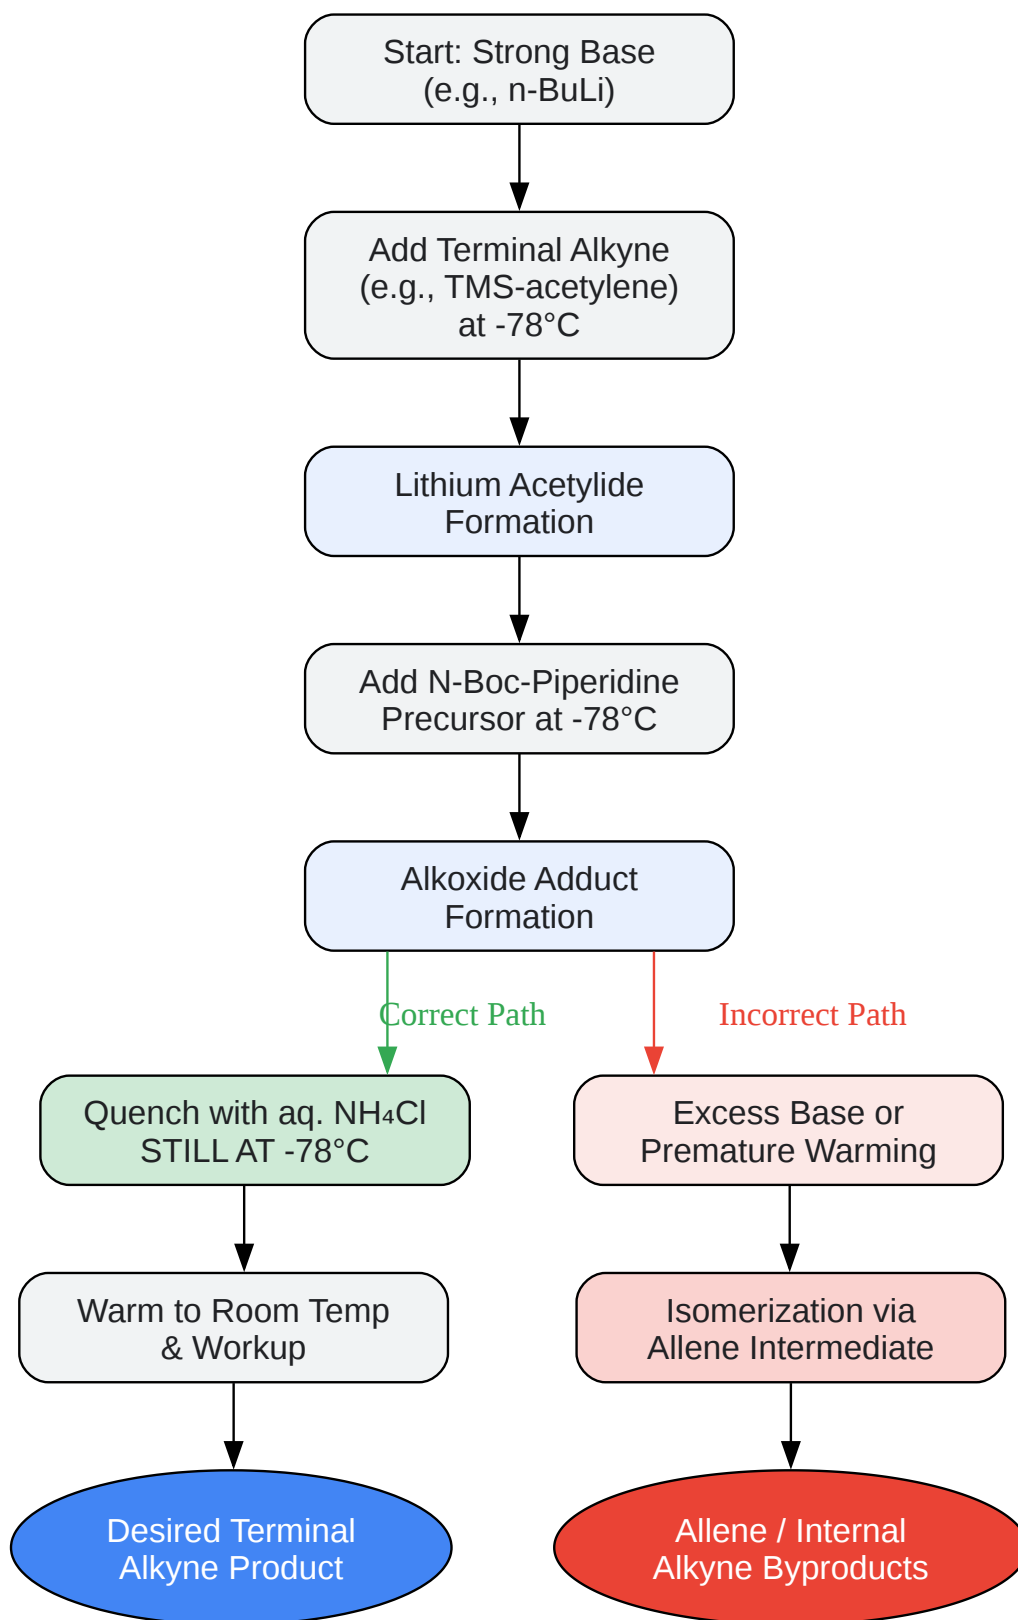 Start: Strong Base
(e.g., n-BuLi)
Add Terminal Alkyne
(e.g., TMS-acetylene)
at -78°C
Lithium Acetylide
Formation
Add N-Boc-Piperidine
Precursor at -78°C
Alkoxide Adduct
Formation
Correct Path
Incorrect Path
Quench with aq. NH₄Cl
STILL AT -78°C
Excess Base or
Premature Warming
Warm to Room Temp
& Workup
Isomerization via
Allene Intermediate
Desired Terminal
Alkyne Product
Allene / Internal
Alkyne Byproducts